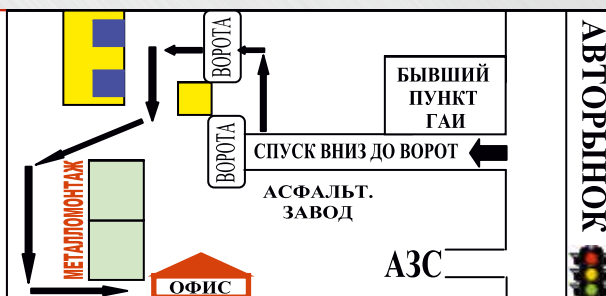 ВОРОТА
БЫВШИЙ
ПУНКТ
ГАИ
АВТОРЫНОК
ВОРОТА
СПУСК ВНИЗ ДО ВОРОТ
АСФАЛЬТ.
ЗАВОД
МЕТАЛЛОМОНТАЖ
АЗС
ОФИС